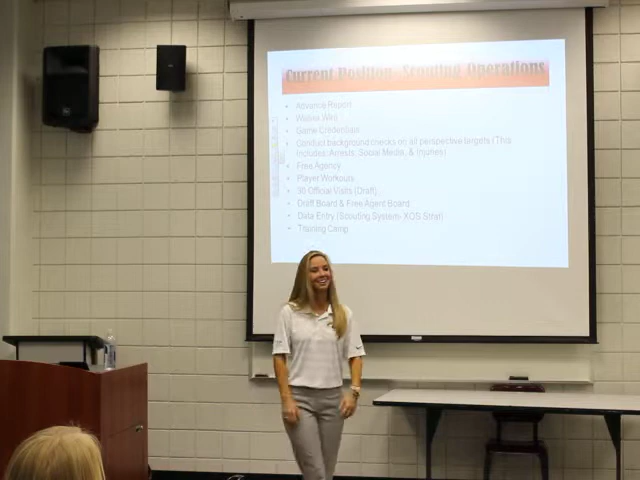 Current Position- Scouting Operations
• Advance Report
• Waiver Wire
• Game Credentials
• Conduct background checks on all perspective targets (This
includes: Arrests, Social Media, & Injuries)
• Free Agency
• Player Workouts
• 30 Official Visits (Draft)
• Draft Board & Free Agent Board
• Data Entry (Scouting System- XOS Strat)
• Training Camp